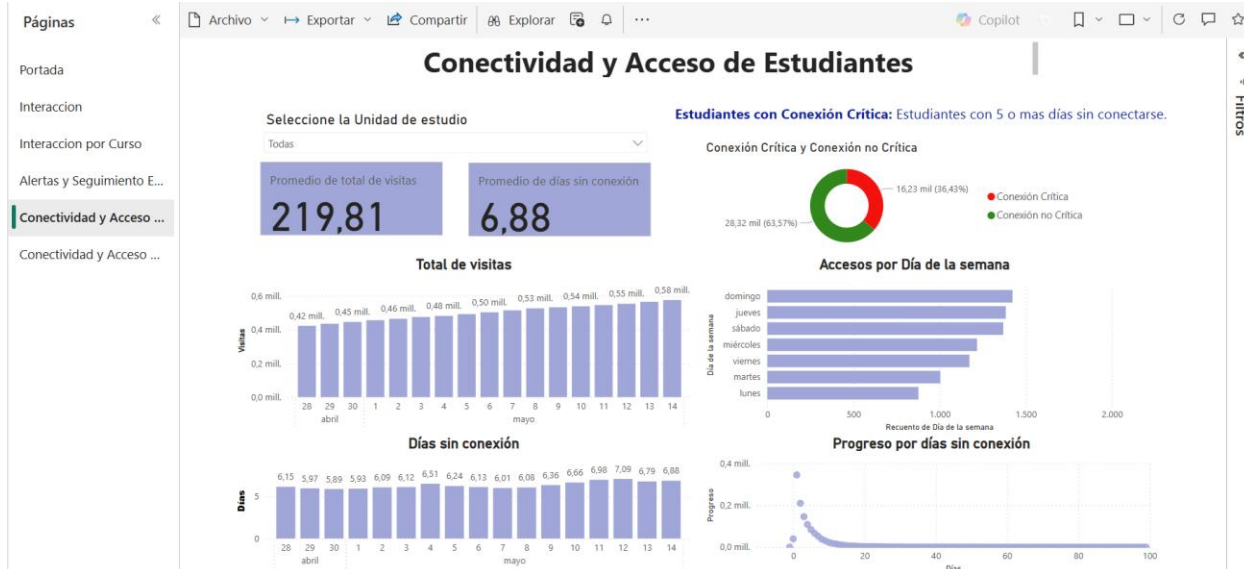 Páginas
Archivo
Exportar
Compartir
Explorar
Copilot
Portada
Interaccion
Interaccion por Curso
Alertas y Seguimiento E...
Conectividad y Acceso ...
Conectividad y Acceso ...
Filtros
Conectividad y Acceso de Estudiantes
Seleccione la Unidad de estudio
Todas
Estudiantes con Conexión Crítica: Estudiantes con 5 o mas días sin conectarse.
Promedio de total de visitas
219,81
Promedio de días sin conexión
6,88
Conexión Crítica y Conexión no Crítica
16,23 mil (36,43%)
28,32 mil (63,57%)
Conexión Crítica
Conexión no Crítica
Total de visitas
Visitas
0,6 mill.
0,4 mill.
0,2 mill.
0,0 mill.
0,42 mill. 0,45 mill. 0,46 mill. 0,48 mill. 0,50 mill. 0,53 mill. 0,54 mill. 0,55 mill. 0,58 mill.
28 29 30 1 2 3 4 5 6 7 8 9 10 11 12 13 14
abril mayo
Accesos por Día de la semana
Día de la semana
domingo
jueves
sábado
miércoles
viernes
martes
lunes
0 500 1.000 1.500 2.000
Recuento de Día de la semana
Días sin conexión
Días
5
0
6,15 5,97 5,89 5,93 6,09 6,12 6,51 6,24 6,13 6,01 6,08 6,36 6,66 6,98 7,09 6,79 6,88
28 29 30 1 2 3 4 5 6 7 8 9 10 11 12 13 14
abril mayo
Progreso por días sin conexión
Progreso
0,4 mill.
0,2 mill.
0,0 mill.
0 20 40 60 80 100
Días